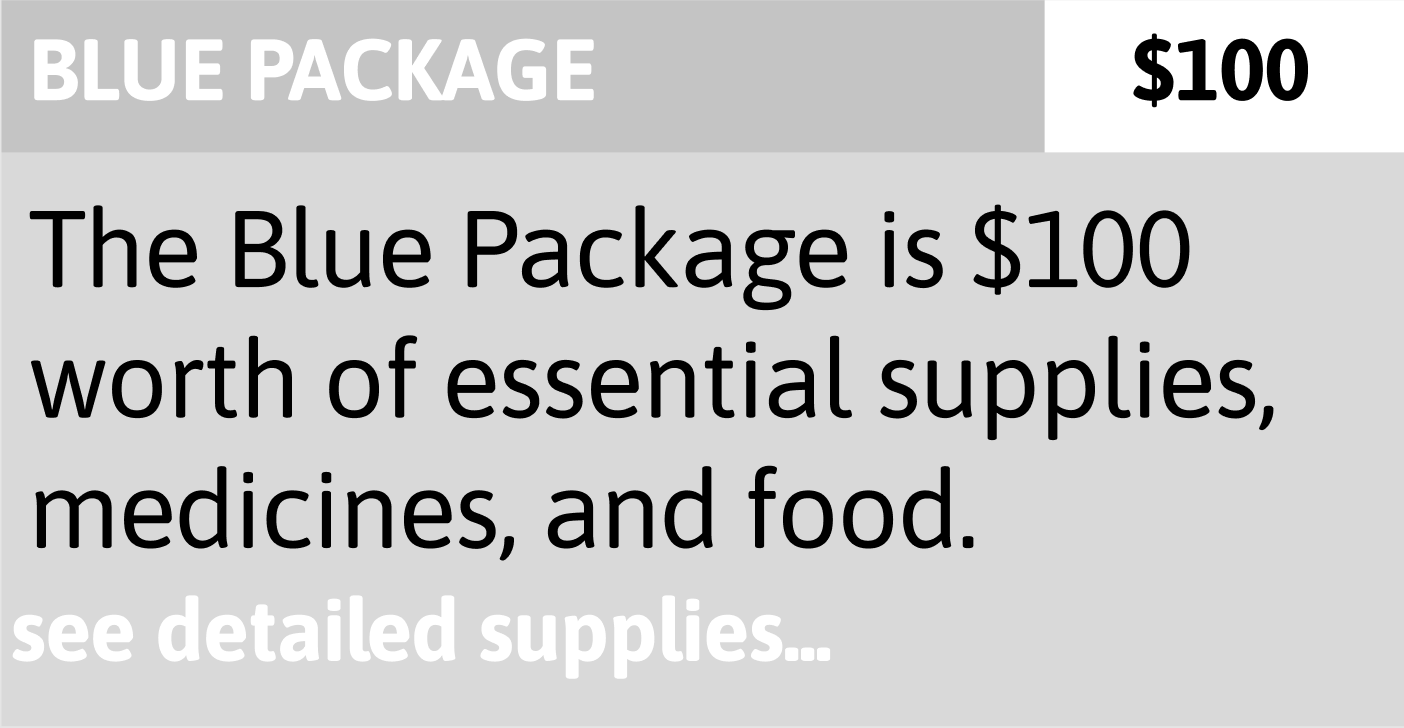 BLUE PACKAGE $100
The Blue Package is $100
worth of essential supplies,
medicines, and food.
see detailed supplies...